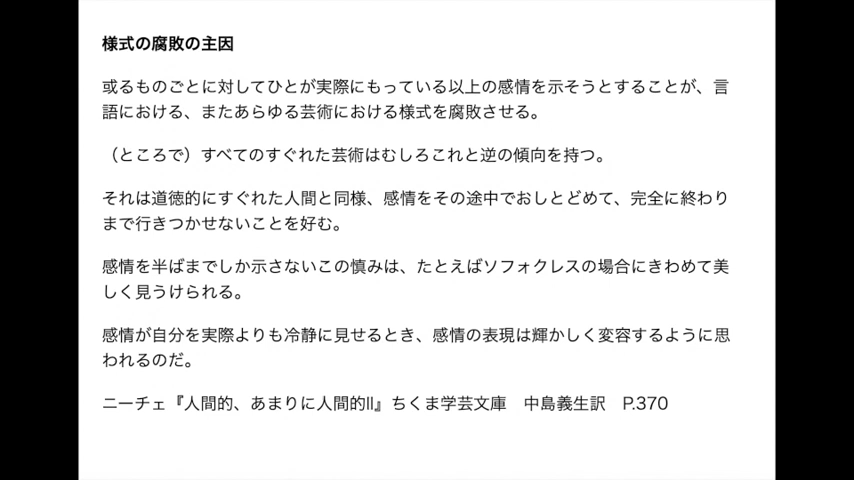 様式の腐敗の主因
或るものごとに対してひとが実際にもっている以上の感情を示そうとすることが、言
語における、またあらゆる芸術における様式を腐敗させる。
（ところで）すべてのすぐれた芸術はむしろこれと逆の傾向を持つ。
それは道徳的にすぐれた人間と同様、感情をその途中でおしとどめて、完全に終わり
まで行きつかせないことを好む。
感情を半ばまでしか示さないこの慎みは、たとえばソフォクレスの場合にきわめて美
しく見うけられる。
感情が自分を実際よりも冷静に見せるとき、感情の表現は輝かしく変容するように思
われるのだ。
ニーチェ『人間的、あまりに人間的II』ちくま学芸文庫　中島義生訳　P.370